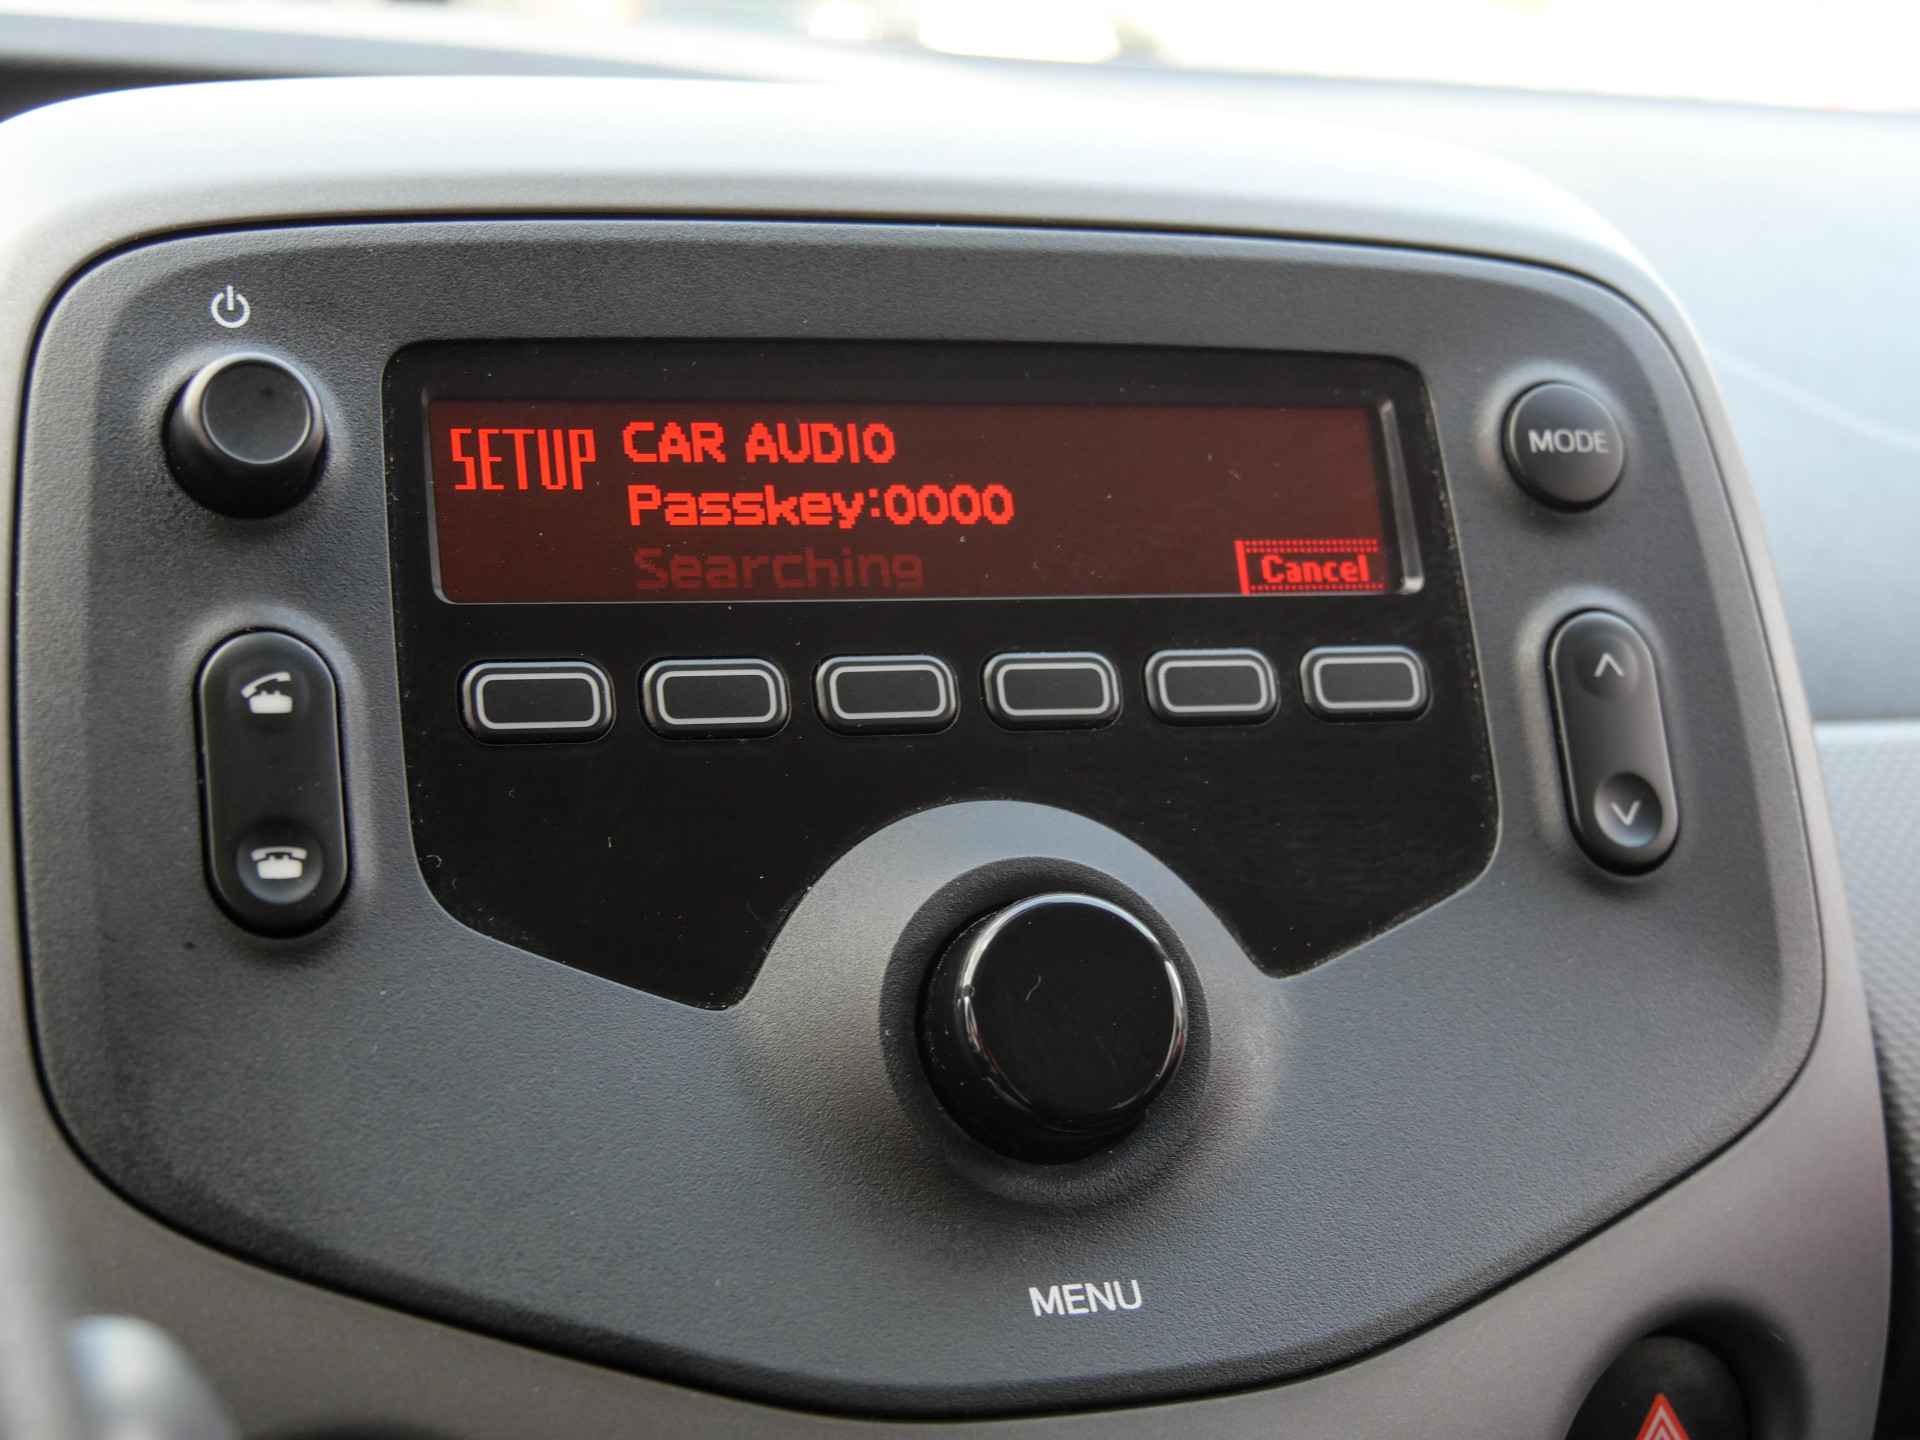 SETUP CAR AUDIO
Passkey:0000
Searching
Cancel
MODE
MENU